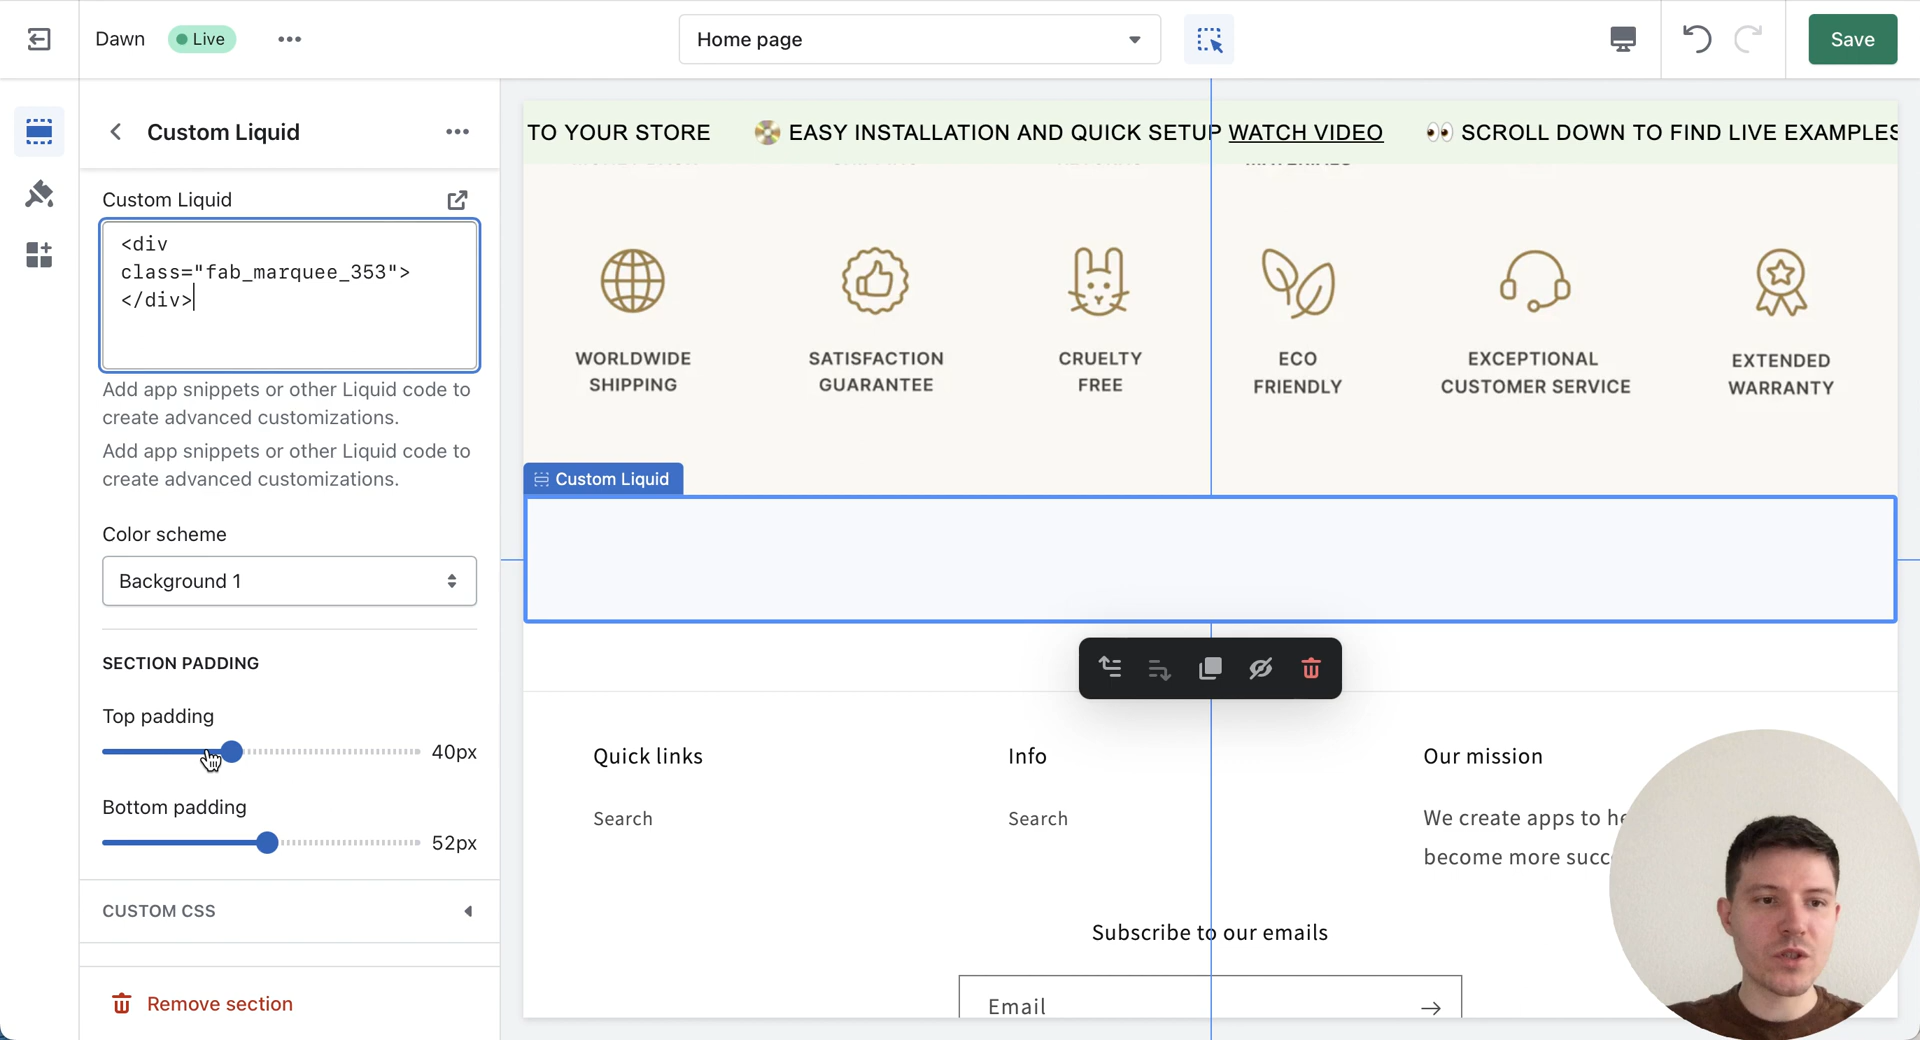 Dawn
Live
Home page
Save
Custom Liquid
Custom Liquid
<div
class="fab_marquee_353">
</div>
Add app snippets or other Liquid code to
create advanced customizations.
Add app snippets or other Liquid code to
create advanced customizations.
Color scheme
Background 1
SECTION PADDING
Top padding
40px
Bottom padding
52px
CUSTOM CSS
Remove section
TO YOUR STORE
EASY INSTALLATION AND QUICK SETUP WATCH VIDEO
SCROLL DOWN TO FIND LIVE EXAMPLES
WORLDWIDE
SHIPPING
SATISFACTION
GUARANTEE
CRUELTY
FREE
ECO
FRIENDLY
EXCEPTIONAL
CUSTOMER SERVICE
EXTENDED
WARRANTY
Custom Liquid
Quick links
Search
Info
Search
Our mission
We create apps to he
become more succ
Subscribe to our emails
Email